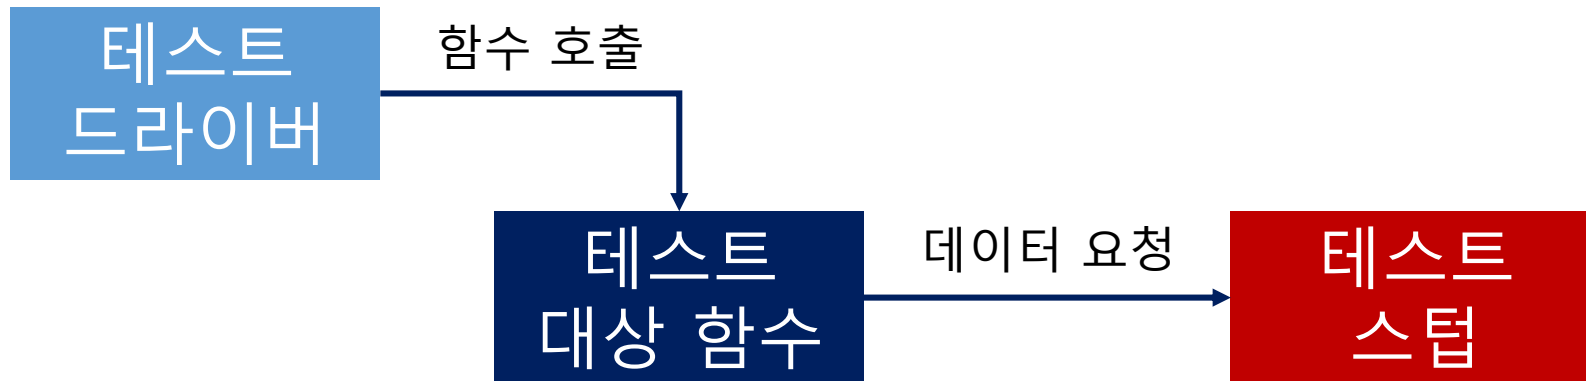 테스트
드라이버
함수 호출
테스트
대상 함수
데이터 요청
테스트
스텁